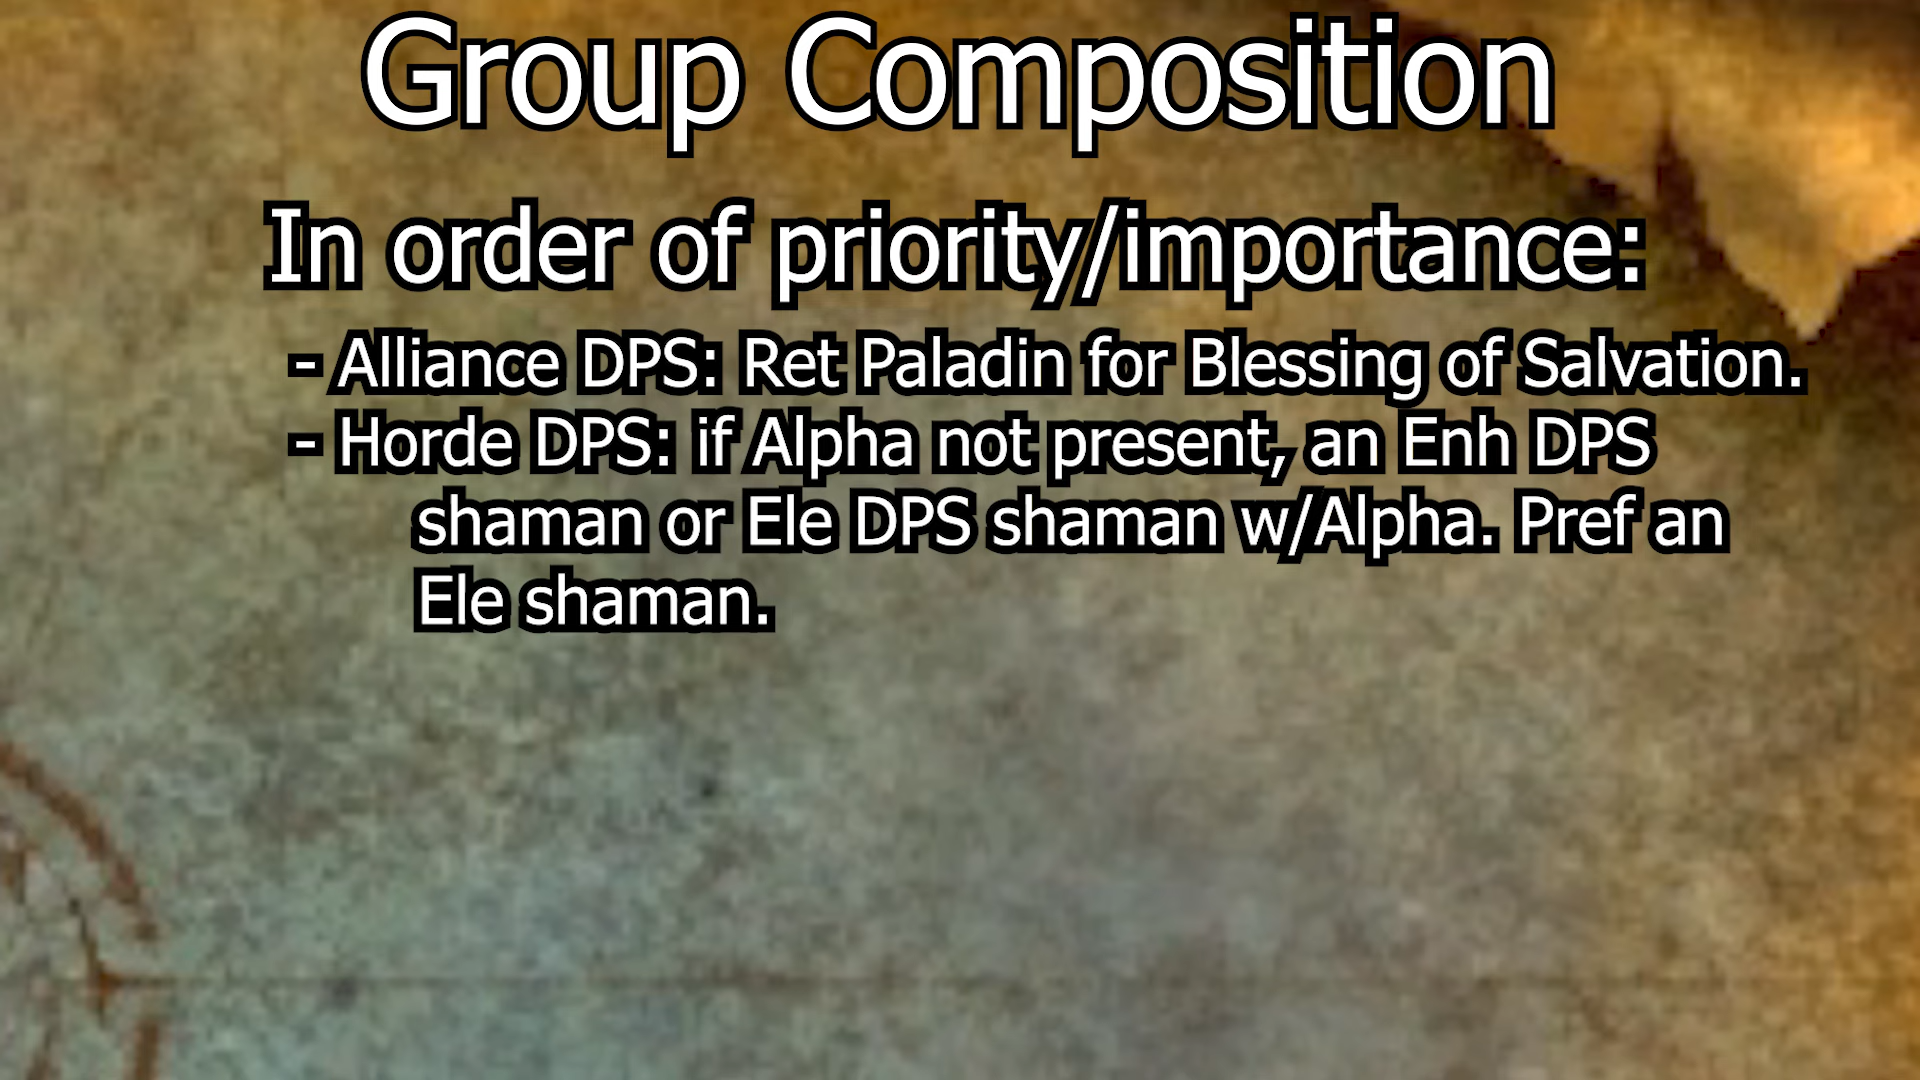 Group Composition
In order of priority/importance:
- Alliance DPS: Ret Paladin for Blessing of Salvation.
- Horde DPS: if Alpha not present, an Enh DPS
shaman or Ele DPS shaman w/Alpha. Pref an
Ele shaman.